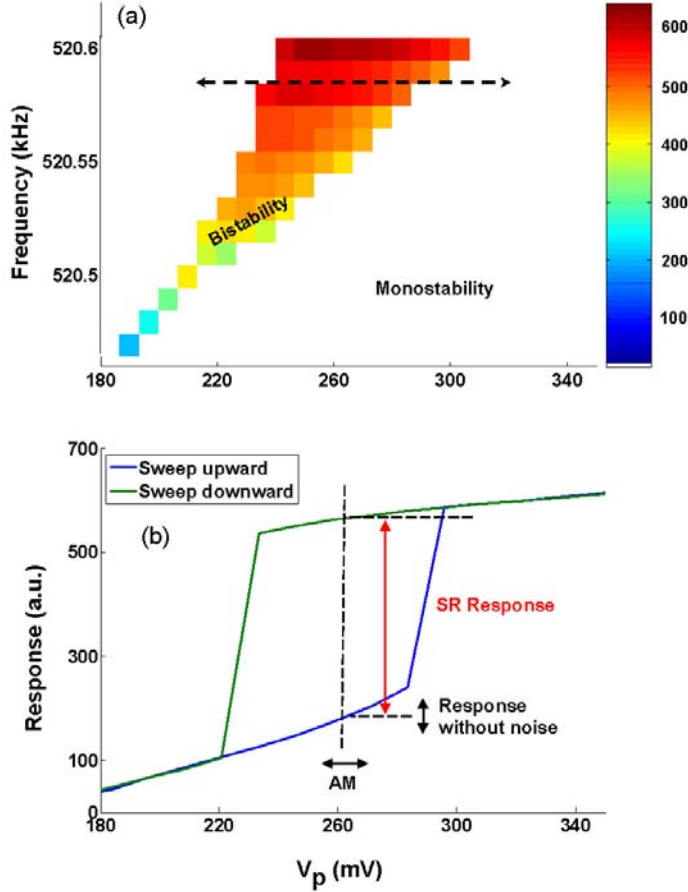 (a)
Frequency (kHz)
520.6
520.55
520.5
Bistability
Monostability
180 220 260 300 340
600
500
400
300
200
100
Sweep upward
Sweep downward
(b)
Response (a.u.)
700
500
300
100
0
SR Response
Response
without noise
AM
180 220 260 300 340
Vp (mV)